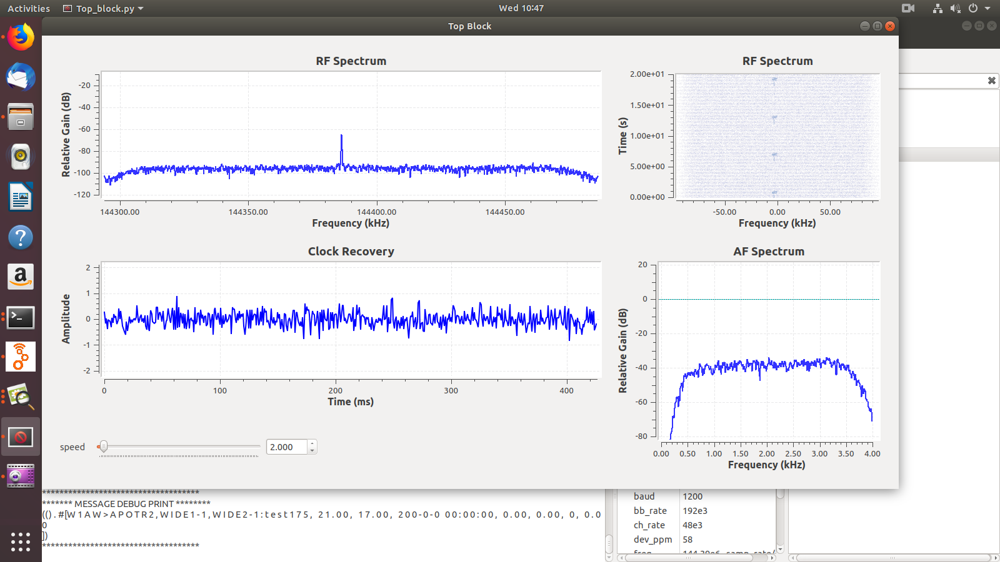 Activities Top_block.py Wed 10:47
Top Block
RF Spectrum
Relative Gain (dB)
-20
-40
-60
-80
-100
-120
144300.00 144350.00 144400.00 144450.00
Frequency (kHz)
RF Spectrum
Time (s)
2.00e+01
1.50e+01
1.00e+01
5.00e+00
0.00e+00
-50.00 0.00 50.00
Frequency (kHz)
Clock Recovery
Amplitude
2
1
0
-1
-2
0 100 200 300 400
Time (ms)
AF Spectrum
Relative Gain (dB)
20
0
-20
-40
-60
-80
0.00 0.50 1.00 1.50 2.00 2.50 3.00 3.50 4.00
Frequency (kHz)
speed 2.000
************************************
******* MESSAGE DEBUG PRINT ********
(() . #[W1AW>APOTR2,WIDE1-1,WIDE2-1:test175, 21.00, 17.00, 200-0-0 00:00:00, 0.00, 0.00, 0, 0.0
0
])
************************************
baud 1200
bb_rate 192e3
ch_rate 48e3
dev_ppm 58